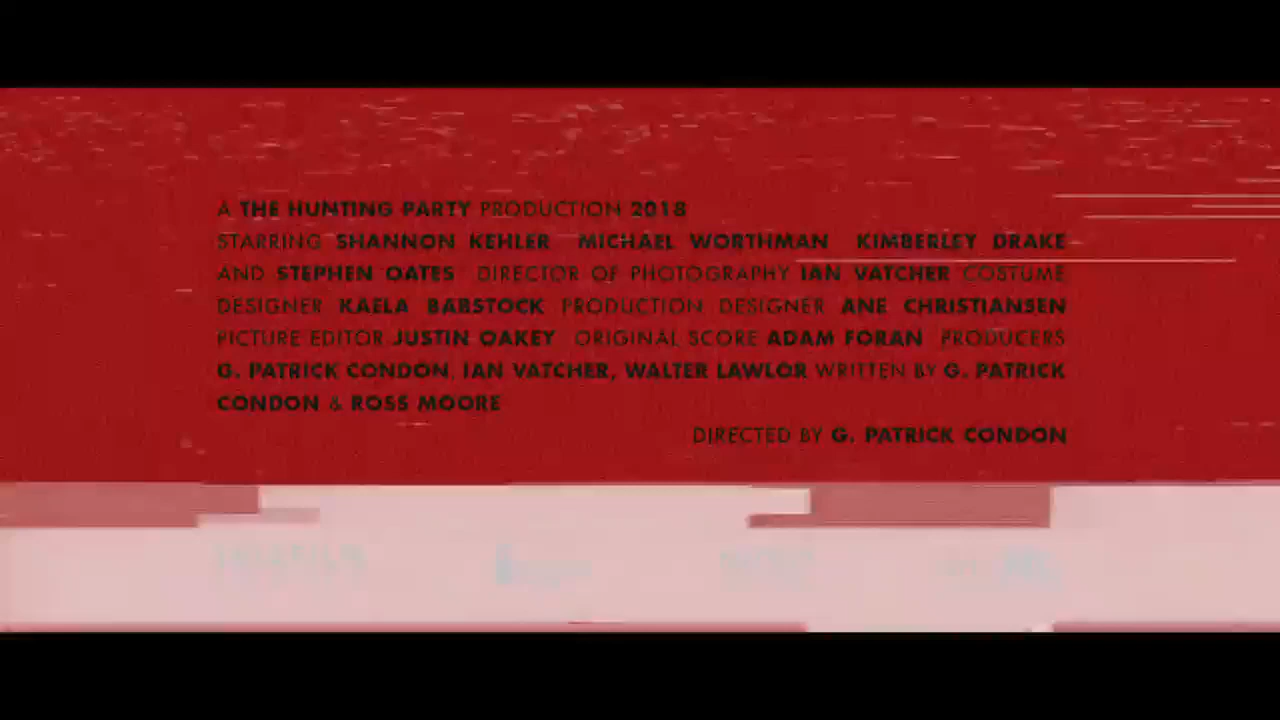 A THE HUNTING PARTY PRODUCTION 2018
STARRING SHANNON KEHLER MICHAEL WORTHMAN KIMBERLEY DRAKE
AND STEPHEN OATES DIRECTOR OF PHOTOGRAPHY IAN VATCHER COSTUME
DESIGNER KAELA BABSTOCK PRODUCTION DESIGNER ANE CHRISTIANSEN
PICTURE EDITOR JUSTIN OAKEY ORIGINAL SCORE ADAM FORAN PRODUCERS
G. PATRICK CONDON, IAN VATCHER, WALTER LAWLOR WRITTEN BY G. PATRICK
CONDON & ROSS MOORE
DIRECTED BY G. PATRICK CONDON